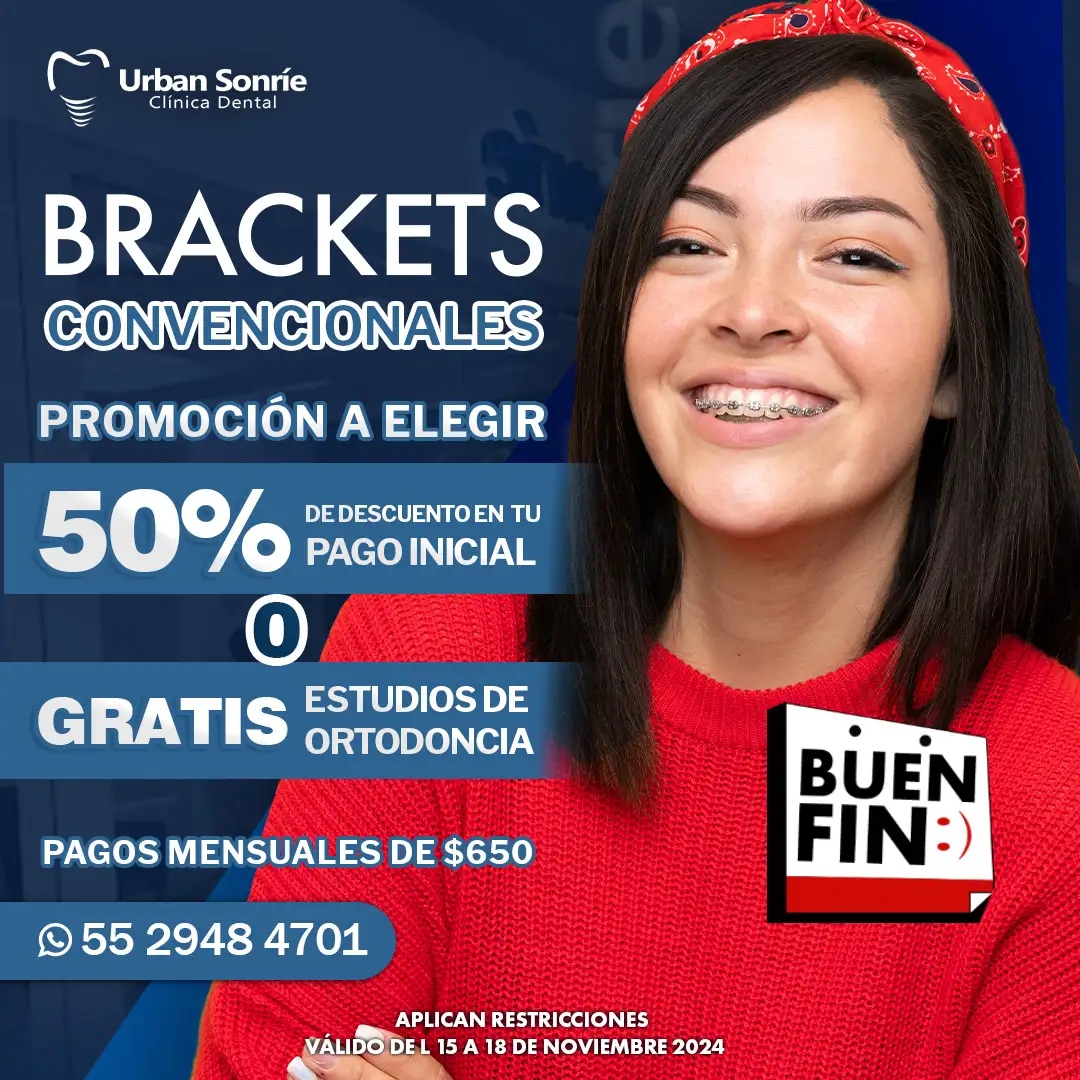 Urban Sonríe
Clínica Dental
BRACKETS
CONVENCIONALES
PROMOCIÓN A ELEGIR
50%
DE DESCUENTO EN TU
PAGO INICIAL
O
GRATIS
ESTUDIOS DE
ORTODONCIA
BUEN
FIN:)
PAGOS MENSUALES DE $650
55 2948 4701
APLICAN RESTRICCIONES
VÁLIDO DE L 15 A 18 DE NOVIEMBRE 2024